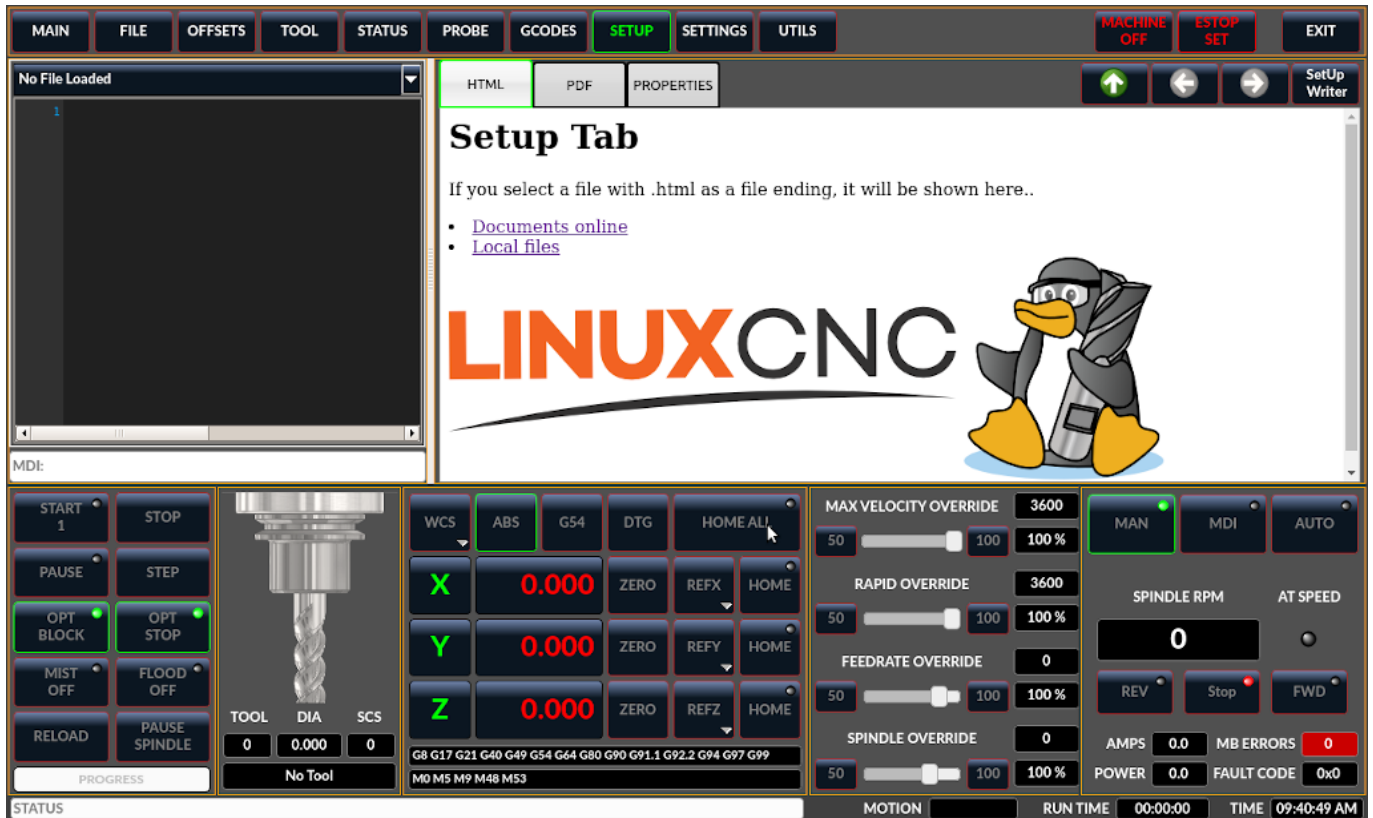 MAIN FILE OFFSETS TOOL STATUS PROBE GCODES SETUP SETTINGS UTILS MACHINE OFF ESTOP SET EXIT
No File Loaded
1
MDI:
HTML PDF PROPERTIES SetUp Writer
Setup Tab
If you select a file with .html as a file ending, it will be shown here..
• Documents online
• Local files
LINUXCNC
START 1 STOP
PAUSE STEP
OPT BLOCK OPT STOP
MIST OFF FLOOD OFF
RELOAD PAUSE SPINDLE
PROGRESS
TOOL DIA SCS
0 0.000 0
No Tool
WCS ABS G54 DTG HOME ALL
X 0.000 ZERO REFX HOME
Y 0.000 ZERO REFY HOME
Z 0.000 ZERO REFZ HOME
G8 G17 G21 G40 G49 G54 G64 G80 G90 G91.1 G92.2 G94 G97 G99
M0 M5 M9 M48 M53
MAX VELOCITY OVERRIDE 3600
50 100 100 %
RAPID OVERRIDE 3600
50 100 100 %
FEEDRATE OVERRIDE 0
50 100 100 %
SPINDLE OVERRIDE 0
50 100 100 %
MAN MDI AUTO
SPINDLE RPM AT SPEED
0
REV Stop FWD
AMPS 0.0 MB ERRORS 0
POWER 0.0 FAULT CODE 0x0
STATUS MOTION RUN TIME 00:00:00 TIME 09:40:49 AM